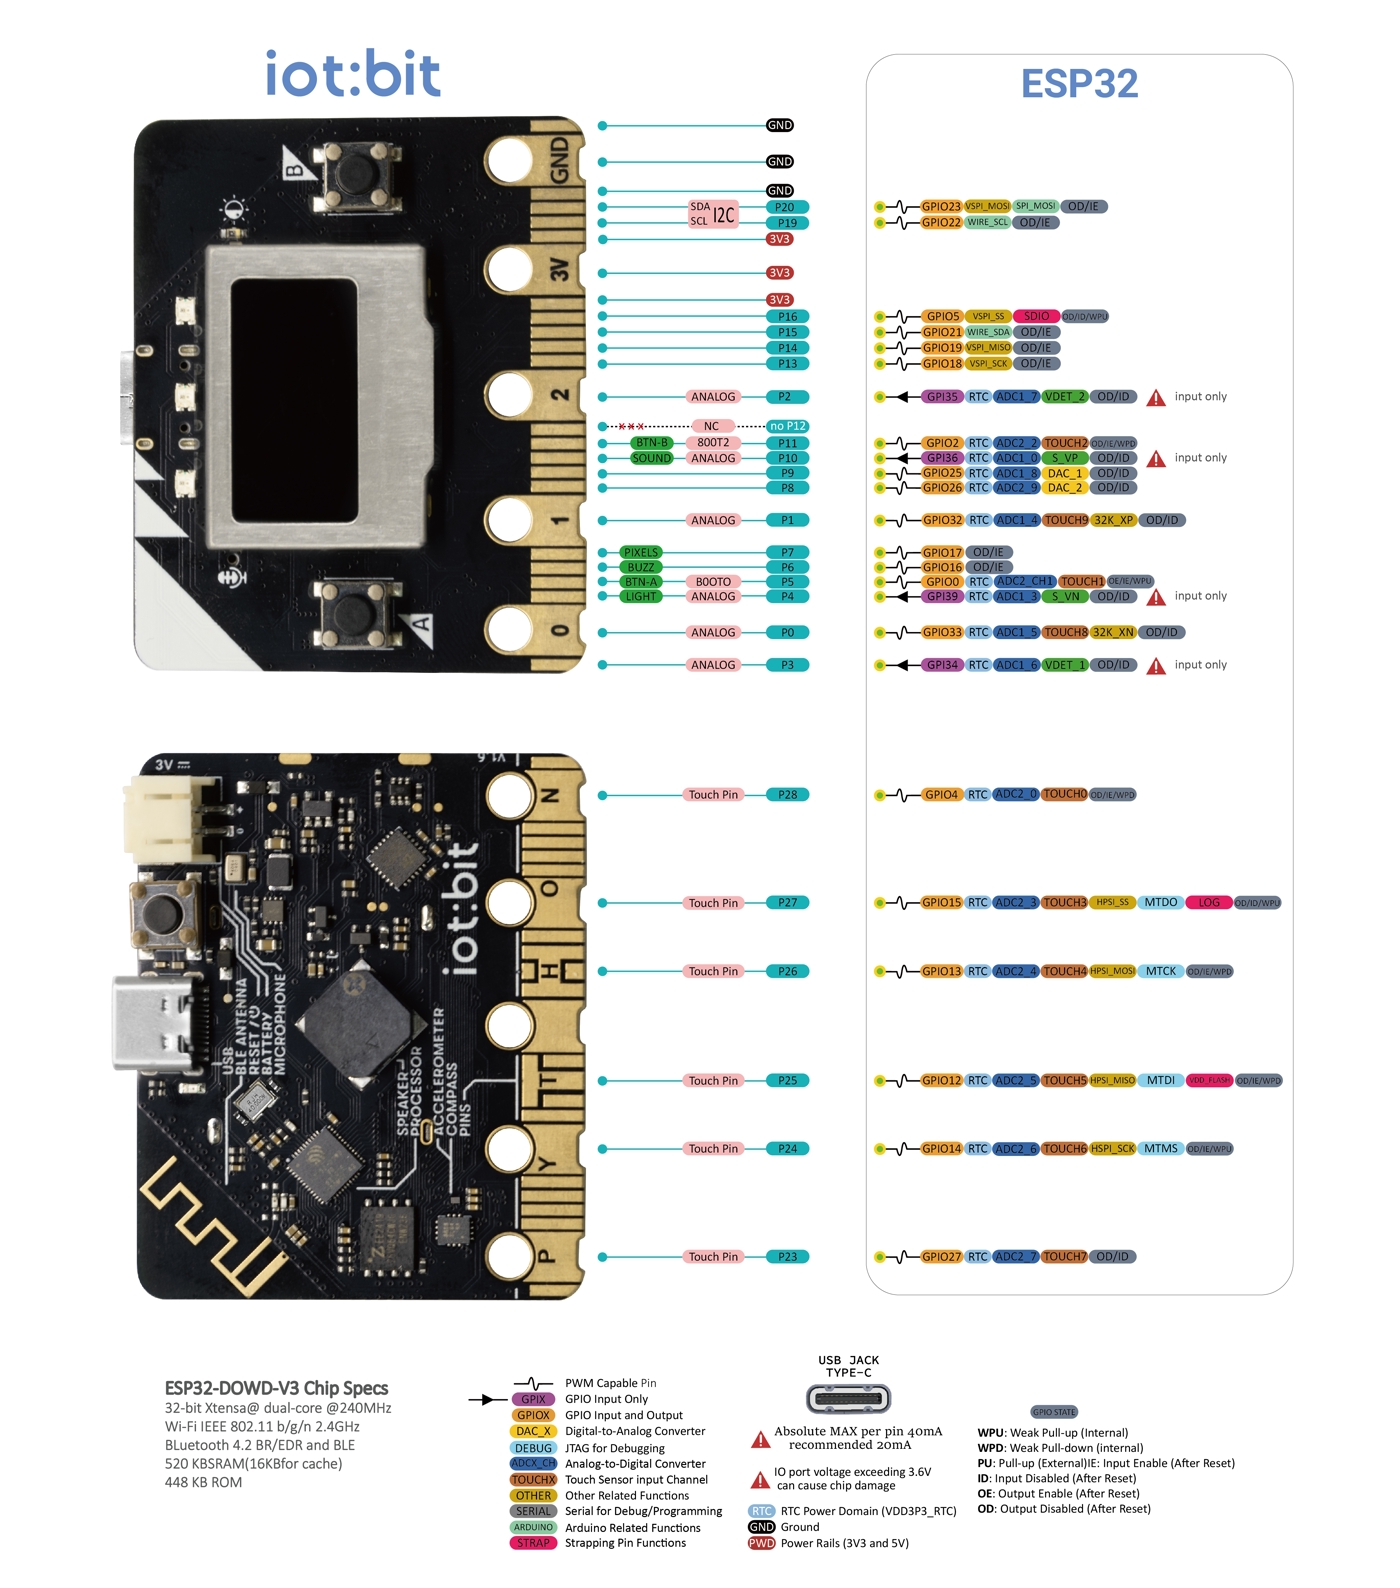 iot:bit
ESP32
GND
GND
GND
SDA
SCL
I2C
P20
GPIO23 VSPI_MOSI SPI_MOSI OD/IE
P19
GPIO22 WIRE_SCL OD/IE
3V3
3V3
3V3
P16 GPIO5 VSPI_SS SDIO OD/ID/WPU
P15 GPIO21 WIRE_SDA OD/IE
P14 GPIO19 VSPI_MISO OD/IE
P13 GPIO18 VSPI_SCK OD/IE
ANALOG P2 GPI35 RTC ADC1_7 VDET_2 OD/ID input only
NC no P12
BTN-B 800T2 P11 GPIO2 RTC ADC2_2 TOUCH2 OD/IE/WPD
SOUND ANALOG P10 GPI36 RTC ADC1_0 S_VP OD/ID input only
P9 GPIO25 RTC ADC1_8 DAC_1 OD/ID
P8 GPIO26 RTC ADC2_9 DAC_2 OD/ID
ANALOG P1 GPIO32 RTC ADC1_4 TOUCH9 32K_XP OD/ID
PIXELS P7 GPIO17 OD/IE
BUZZ P6 GPIO16 OD/IE
BTN-A B0OTO P5 GPIO0 RTC ADC2_CH1 TOUCH1 OE/IE/WPU
LIGHT ANALOG P4 GPI39 RTC ADC1_3 S_VN OD/ID input only
ANALOG P0 GPIO33 RTC ADC1_5 TOUCH8 32K_XN OD/ID
ANALOG P3 GPI34 RTC ADC1_6 VDET_1 OD/ID input only
B
GND
3V
2
1
0
A
3V
V1.6
N
O
H
Y
P
iot:bit
USB
BLE ANTENNA
RESET I/O
BATTERY
MICROPHONE
SPEAKER
PROCESSOR
ACCELEROMETER
COMPASS
PINS
Touch Pin P28 GPIO4 RTC ADC2_0 TOUCH0 OD/IE/WPD
Touch Pin P27 GPIO15 RTC ADC2_3 TOUCH3 HPSI_SS MTDO LOG OD/ID/WPU
Touch Pin P26 GPIO13 RTC ADC2_4 TOUCH4 HPSI_MOSI MTCK OD/IE/WPD
Touch Pin P25 GPIO12 RTC ADC2_5 TOUCH5 HPSI_MISO MTDI VDD_FLASH OD/IE/WPD
Touch Pin P24 GPIO14 RTC ADC2_6 TOUCH6 HSPI_SCK MTMS OD/IE/WPU
Touch Pin P23 GPIO27 RTC ADC2_7 TOUCH7 OD/ID
ESP32-DOWD-V3 Chip Specs
32-bit Xtensa@ dual-core @240MHz
Wi-Fi IEEE 802.11 b/g/n 2.4GHz
BLuetooth 4.2 BR/EDR and BLE
520 KBSRAM(16KBfor cache)
448 KB ROM
PWM Capable Pin
GPIX GPIO Input Only
GPIOX GPIO Input and Output
DAC_X Digital-to-Analog Converter
DEBUG JTAG for Debugging
ADCX_CH Analog-to-Digital Converter
TOUCHX Touch Sensor input Channel
OTHER Other Related Functions
SERIAL Serial for Debug/Programming
ARDUINO Arduino Related Functions
STRAP Strapping Pin Functions
USB JACK
TYPE-C
Absolute MAX per pin 40mA
recommended 20mA
IO port voltage exceeding 3.6V
can cause chip damage
RTC RTC Power Domain (VDD3P3_RTC)
GND Ground
PWD Power Rails (3V3 and 5V)
GPIO STATE
WPU: Weak Pull-up (Internal)
WPD: Weak Pull-down (internal)
PU: Pull-up (External)IE: Input Enable (After Reset)
ID: Input Disabled (After Reset)
OE: Output Enable (After Reset)
OD: Output Disabled (After Reset)